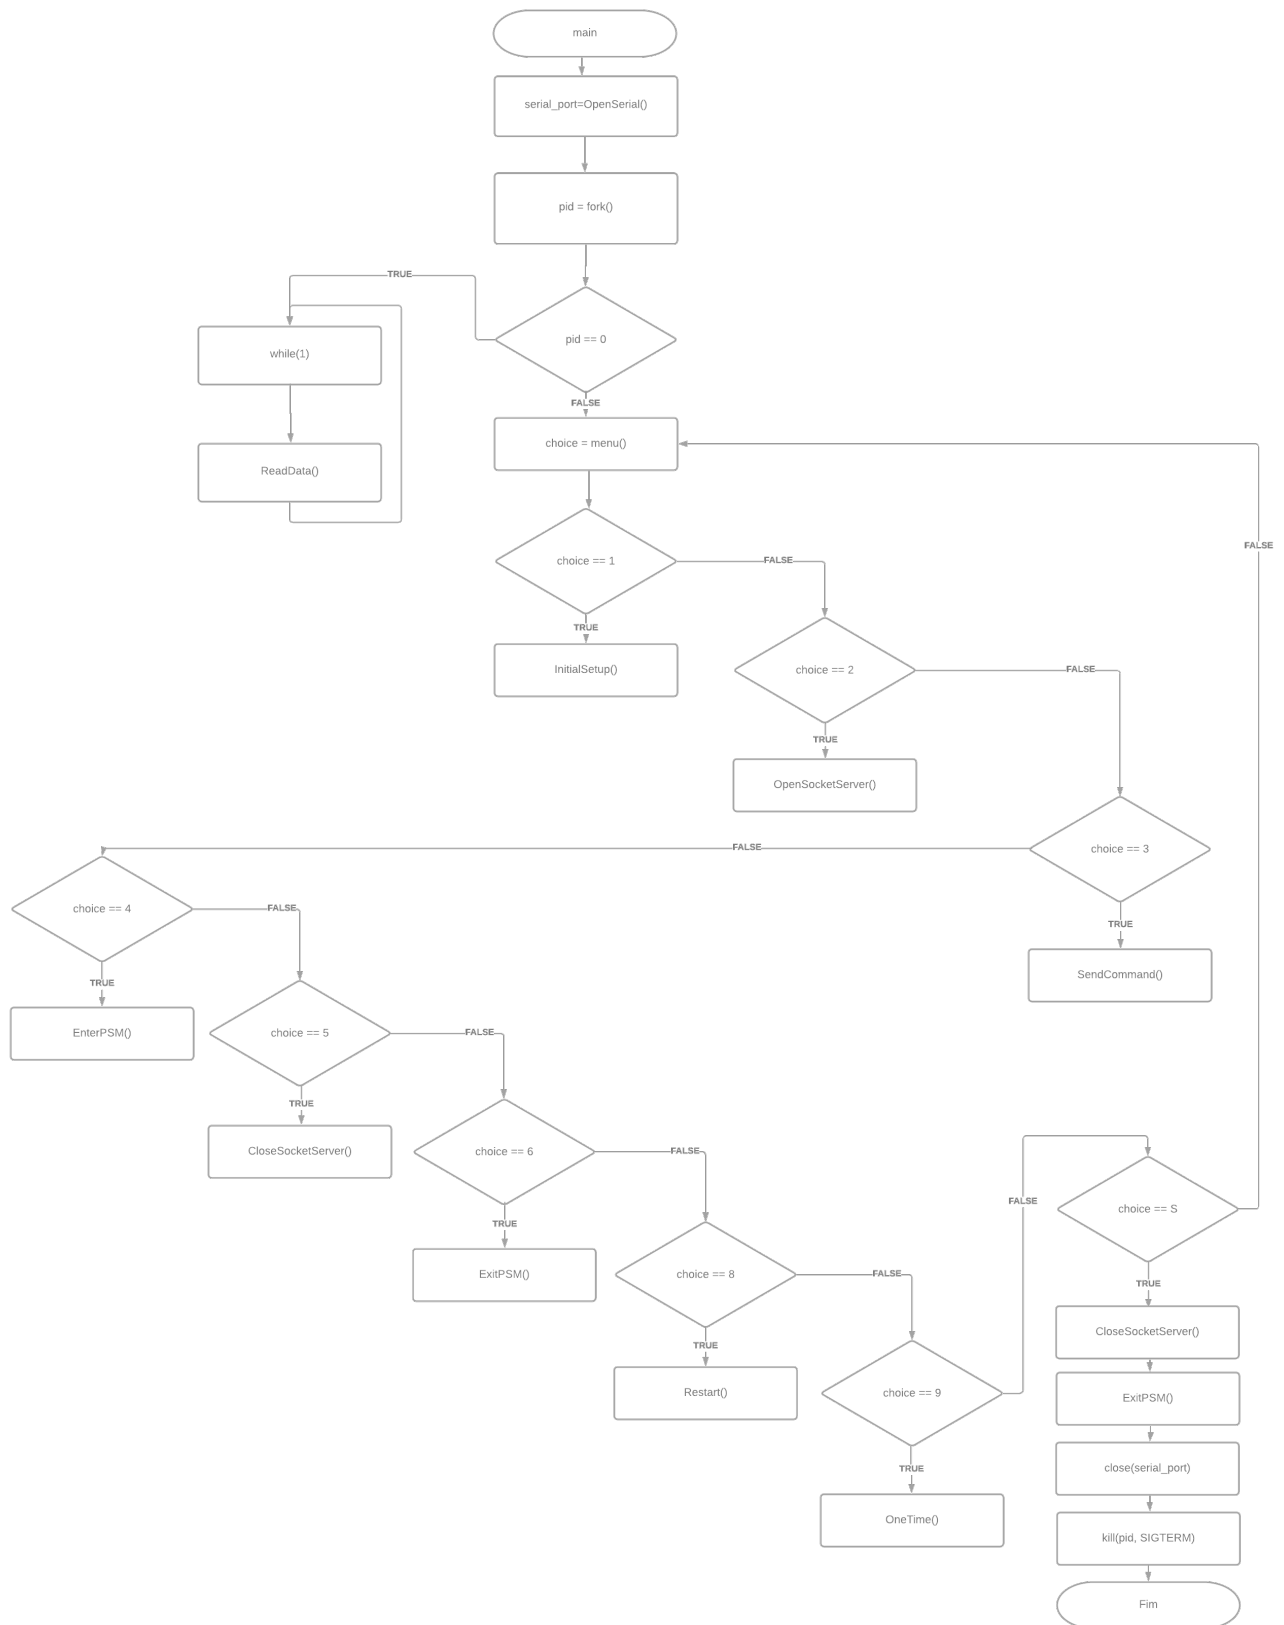 main
serial_port=OpenSerial()
pid = fork()
TRUE
pid == 0
while(1)
FALSE
choice = menu()
ReadData()
FALSE
choice == 1
FALSE
TRUE
InitialSetup()
choice == 2
FALSE
TRUE
OpenSocketServer()
FALSE
choice == 3
TRUE
SendCommand()
choice == 4
FALSE
TRUE
EnterPSM()
choice == 5
FALSE
TRUE
CloseSocketServer()
choice == 6
FALSE
TRUE
ExitPSM()
choice == 8
FALSE
TRUE
Restart()
choice == 9
FALSE
TRUE
OneTime()
choice == S
TRUE
CloseSocketServer()
ExitPSM()
close(serial_port)
kill(pid, SIGTERM)
Fim